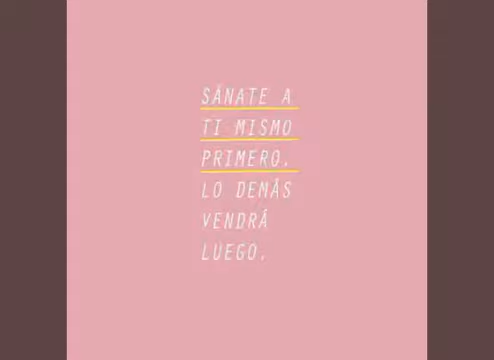 SÁNATE A
TI MISMO
PRIMERO.
LO DEMÁS
VENDRÁ
LUEGO.